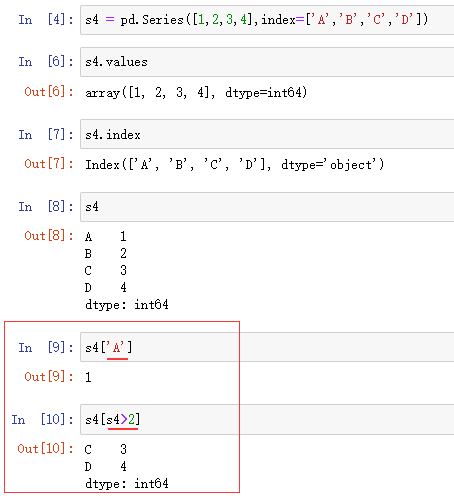 In [4]: s4 = pd.Series([1,2,3,4],index=['A','B','C','D'])
In [6]: s4.values
Out[6]: array([1, 2, 3, 4], dtype=int64)
In [7]: s4.index
Out[7]: Index(['A', 'B', 'C', 'D'], dtype='object')
In [8]: s4
Out[8]:
A    1
B    2
C    3
D    4
dtype: int64
In [9]: s4['A']
Out[9]: 1
In [10]: s4[s4>2]
Out[10]:
C    3
D    4
dtype: int64